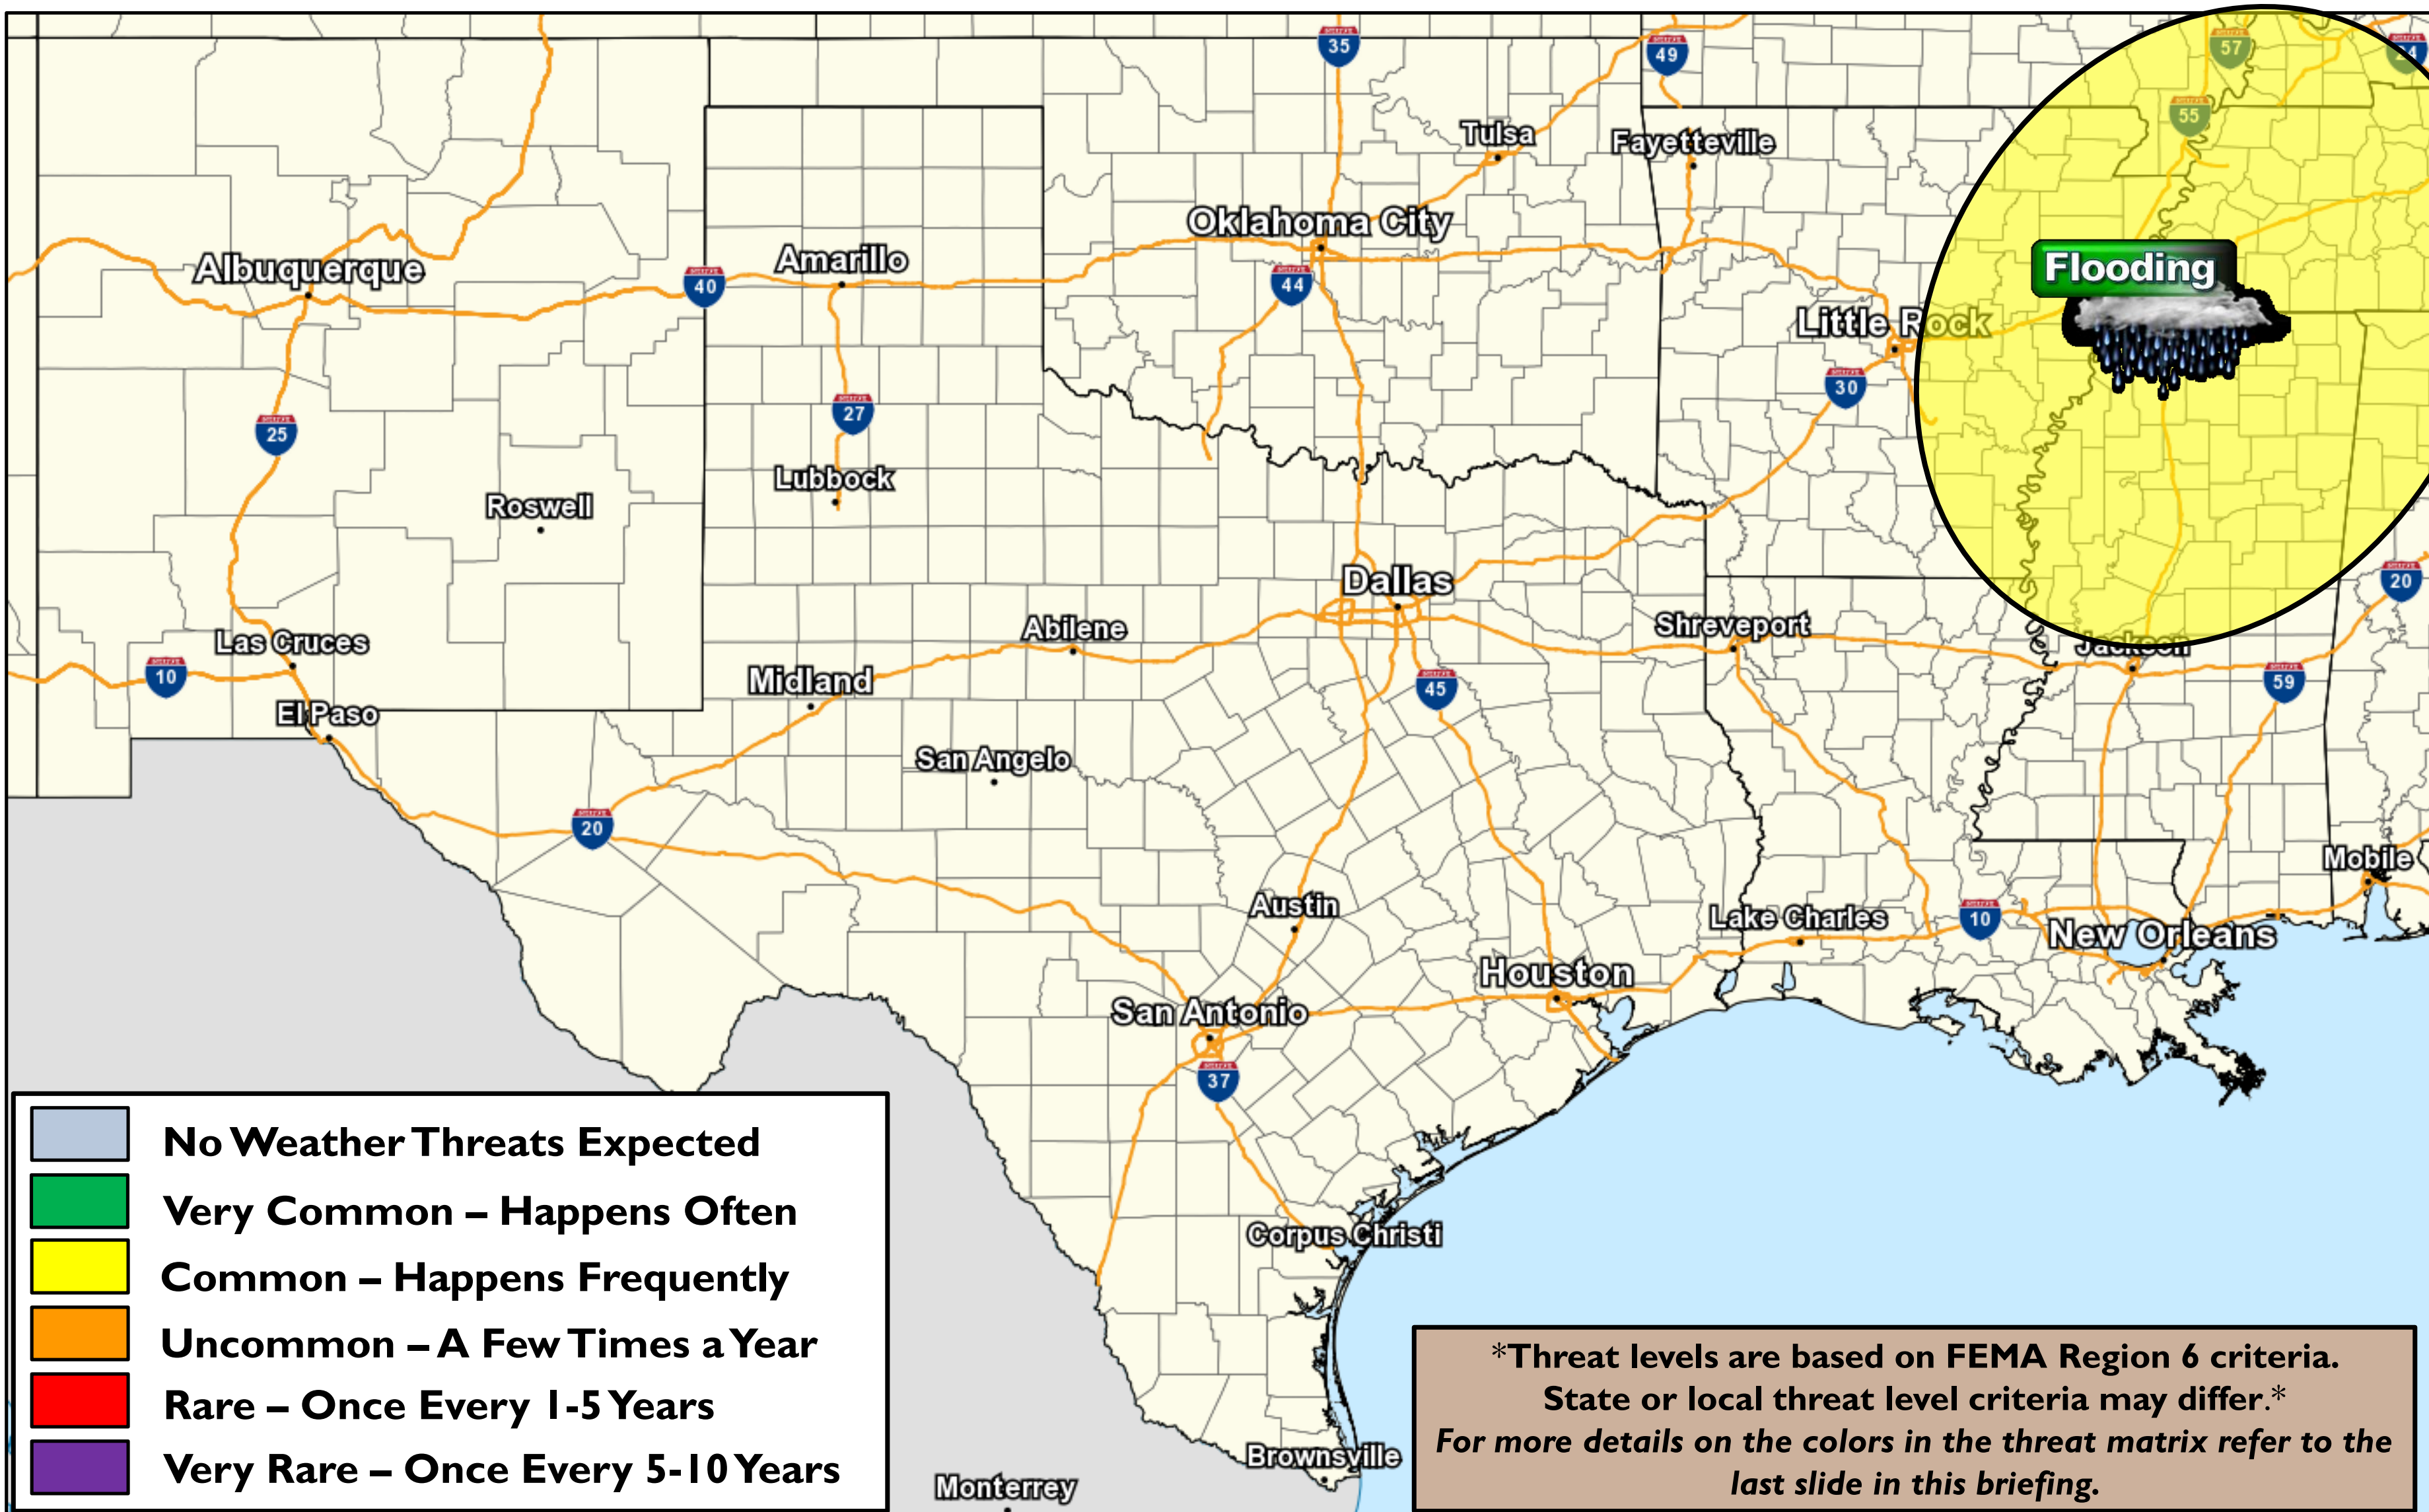 35
49
57
24
55
Tulsa
Fayetteville
Oklahoma City
Albuquerque
Amarillo
40
44
Flooding
Little Rock
30
27
25
Lubbock
Roswell
Dallas
20
Las Cruces
Abilene
Shreveport
Jackson
10
Midland
45
59
El Paso
San Angelo
20
Mobile
Austin
Lake Charles
10
New Orleans
Houston
San Antonio
37
No Weather Threats Expected
Very Common – Happens Often
Common – Happens Frequently
Uncommon – A Few Times a Year
Rare – Once Every 1-5 Years
Very Rare – Once Every 5-10 Years
Corpus Christi
Brownsville
Monterrey
*Threat levels are based on FEMA Region 6 criteria.
State or local threat level criteria may differ.*
For more details on the colors in the threat matrix refer to the
last slide in this briefing.